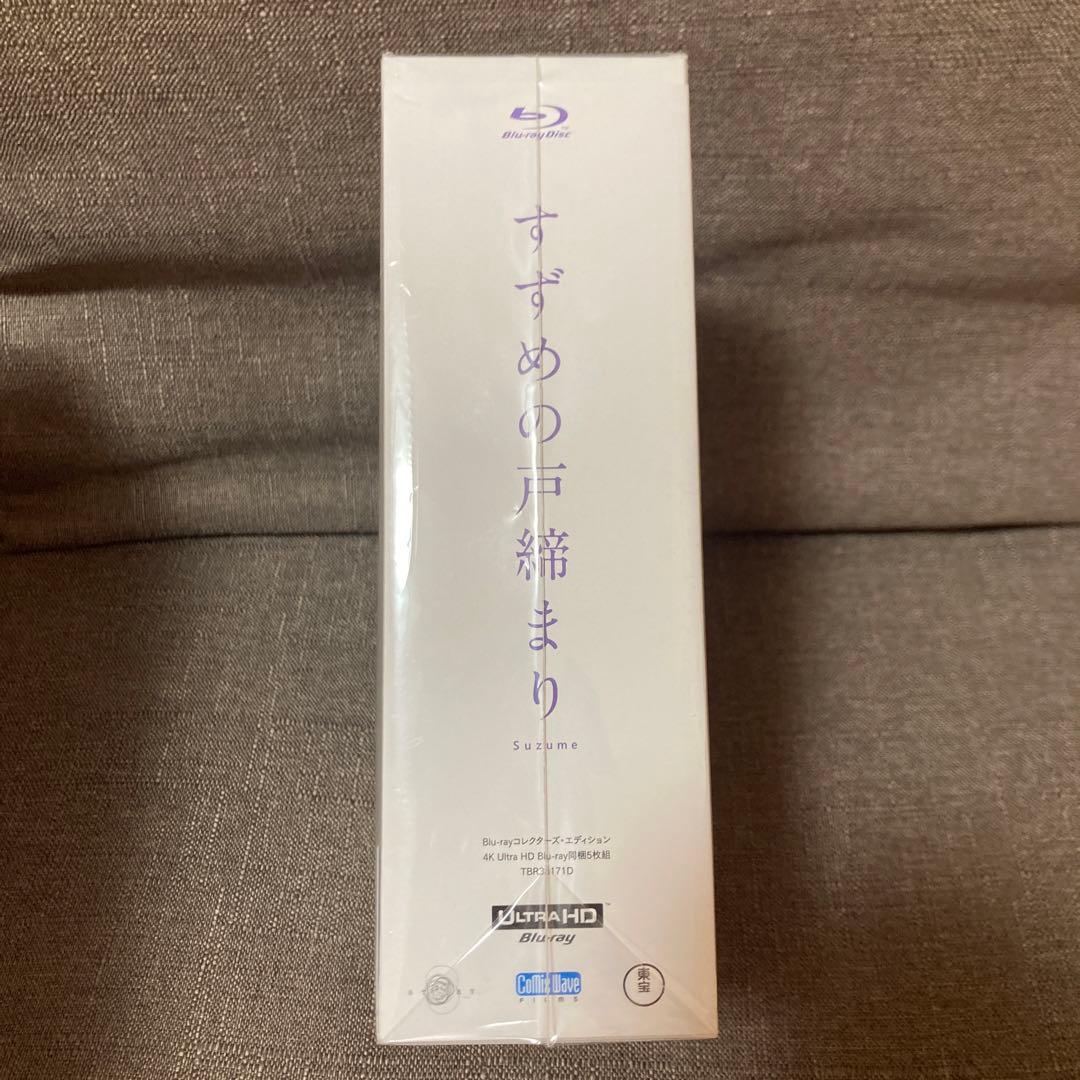 Blu-ray Disc
すずめの戸締まり
Suzume
Blu-rayコレクターズ・エディション
4K Ultra HD Blu-ray同梱5枚組
ULTRA HD
Blu-ray
CoMix Wave
FILMS
東宝